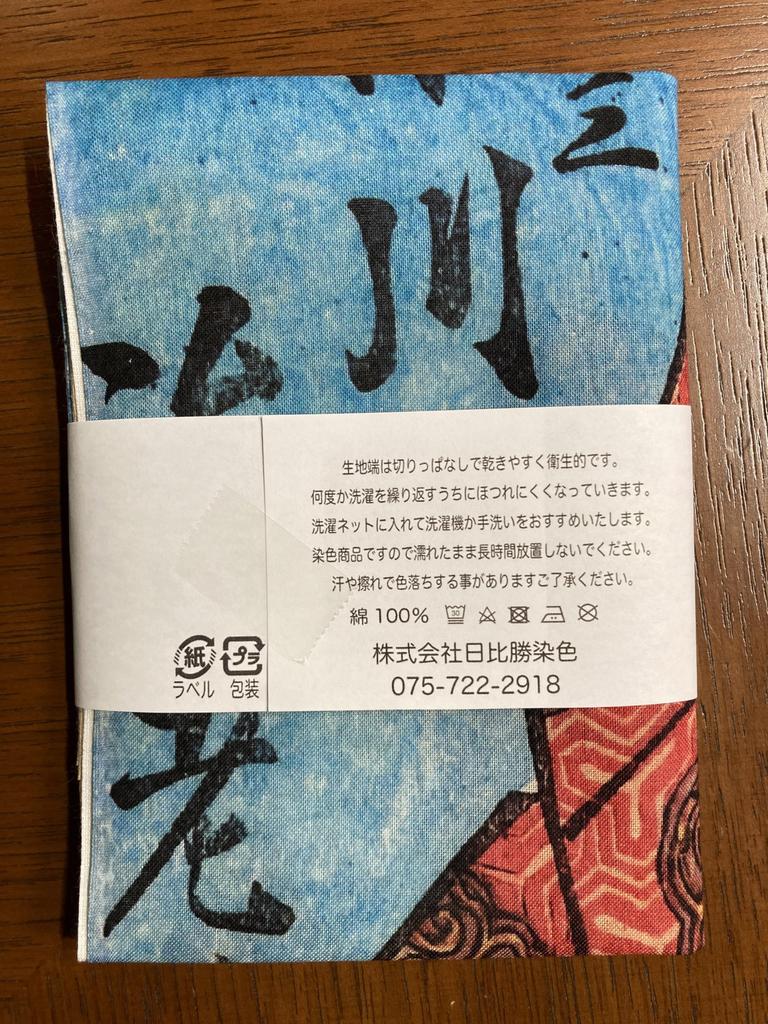 三
川
生地端は切りっぱなしで乾きやすく衛生的です。
何度か洗濯を繰り返すうちにほつれにくくなっていきます。
洗濯ネットに入れて洗濯機か手洗いをおすすめいたします。
染色商品ですので濡れたまま長時間放置しないでください。
汗や擦れで色落ちする事がありますご了承ください。
綿 100% 30
株式会社日比勝染色
075-722-2918
紙 プラ
ラベル 包装
老